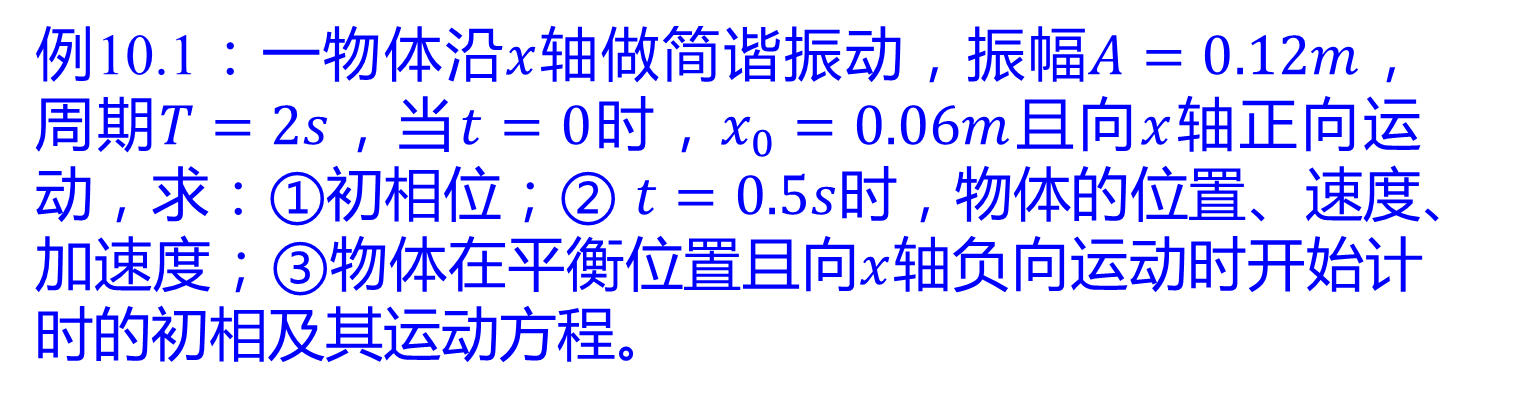 例10.1：一物体沿x轴做简谐振动，振幅A = 0.12m，
周期T = 2s，当t = 0时，x₀ = 0.06m且向x轴正向运
动，求：①初相位；② t = 0.5s时，物体的位置、速度、
加速度；③物体在平衡位置且向x轴负向运动时开始计
时的初相及其运动方程。